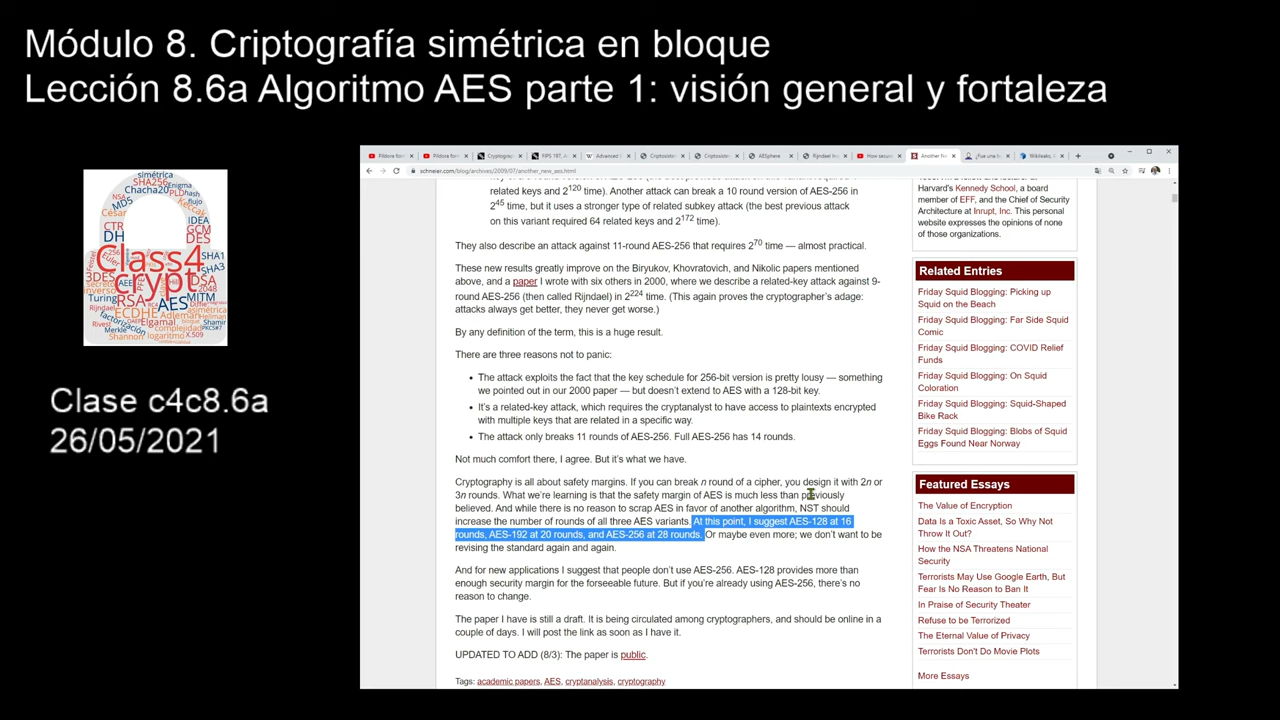 Módulo 8. Criptografía simétrica en bloque
Lección 8.6a Algoritmo AES parte 1: visión general y fortaleza
simétrica
SHA256
Enigma
Chacha20
Class4
crypt
Clase c4c8.6a
26/05/2021
schneier.com/blog/archives/2009/07/another_new_aes.html
related keys and 2120 time). Another attack can break a 10 round version of AES-256 in
245 time, but it uses a stronger type of related subkey attack (the best previous attack
on this variant required 64 related keys and 2172 time).
They also describe an attack against 11-round AES-256 that requires 270 time — almost practical.
These new results greatly improve on the Biryukov, Khovratovich, and Nikolic papers mentioned
above, and a paper I wrote with six others in 2000, where we describe a related-key attack against 9-
round AES-256 (then called Rijndael) in 2224 time. (This again proves the cryptographer's adage:
attacks always get better, they never get worse.)
By any definition of the term, this is a huge result.
There are three reasons not to panic:
• The attack exploits the fact that the key schedule for 256-bit version is pretty lousy — something
we pointed out in our 2000 paper — but doesn't extend to AES with a 128-bit key.
• It's a related-key attack, which requires the cryptanalyst to have access to plaintexts encrypted
with multiple keys that are related in a specific way.
• The attack only breaks 11 rounds of AES-256. Full AES-256 has 14 rounds.
Not much comfort there, I agree. But it's what we have.
Cryptography is all about safety margins. If you can break n round of a cipher, you design it with 2n or
3n rounds. What we're learning is that the safety margin of AES is much less than previously
believed. And while there is no reason to scrap AES in favor of another algorithm, NST should
increase the number of rounds of all three AES variants. At this point, I suggest AES-128 at 16
rounds, AES-192 at 20 rounds, and AES-256 at 28 rounds. Or maybe even more; we don't want to be
revising the standard again and again.
And for new applications I suggest that people don't use AES-256. AES-128 provides more than
enough security margin for the forseeable future. But if you're already using AES-256, there's no
reason to change.
The paper I have is still a draft. It is being circulated among cryptographers, and should be online in a
couple of days. I will post the link as soon as I have it.
UPDATED TO ADD (8/3): The paper is public.
Tags: academic papers, AES, cryptanalysis, cryptography
Harvard's Kennedy School, a board
member of EFF, and the Chief of Security
Architecture at Inrupt, Inc. This personal
website expresses the opinions of none
of those organizations.
Related Entries
Friday Squid Blogging: Picking up
Squid on the Beach
Friday Squid Blogging: Far Side Squid
Comic
Friday Squid Blogging: COVID Relief
Funds
Friday Squid Blogging: On Squid
Coloration
Friday Squid Blogging: Squid-Shaped
Bike Rack
Friday Squid Blogging: Blobs of Squid
Eggs Found Near Norway
Featured Essays
The Value of Encryption
Data Is a Toxic Asset, So Why Not
Throw It Out?
How the NSA Threatens National
Security
Terrorists May Use Google Earth, But
Fear Is No Reason to Ban It
In Praise of Security Theater
Refuse to be Terrorized
The Eternal Value of Privacy
Terrorists Don't Do Movie Plots
More Essays